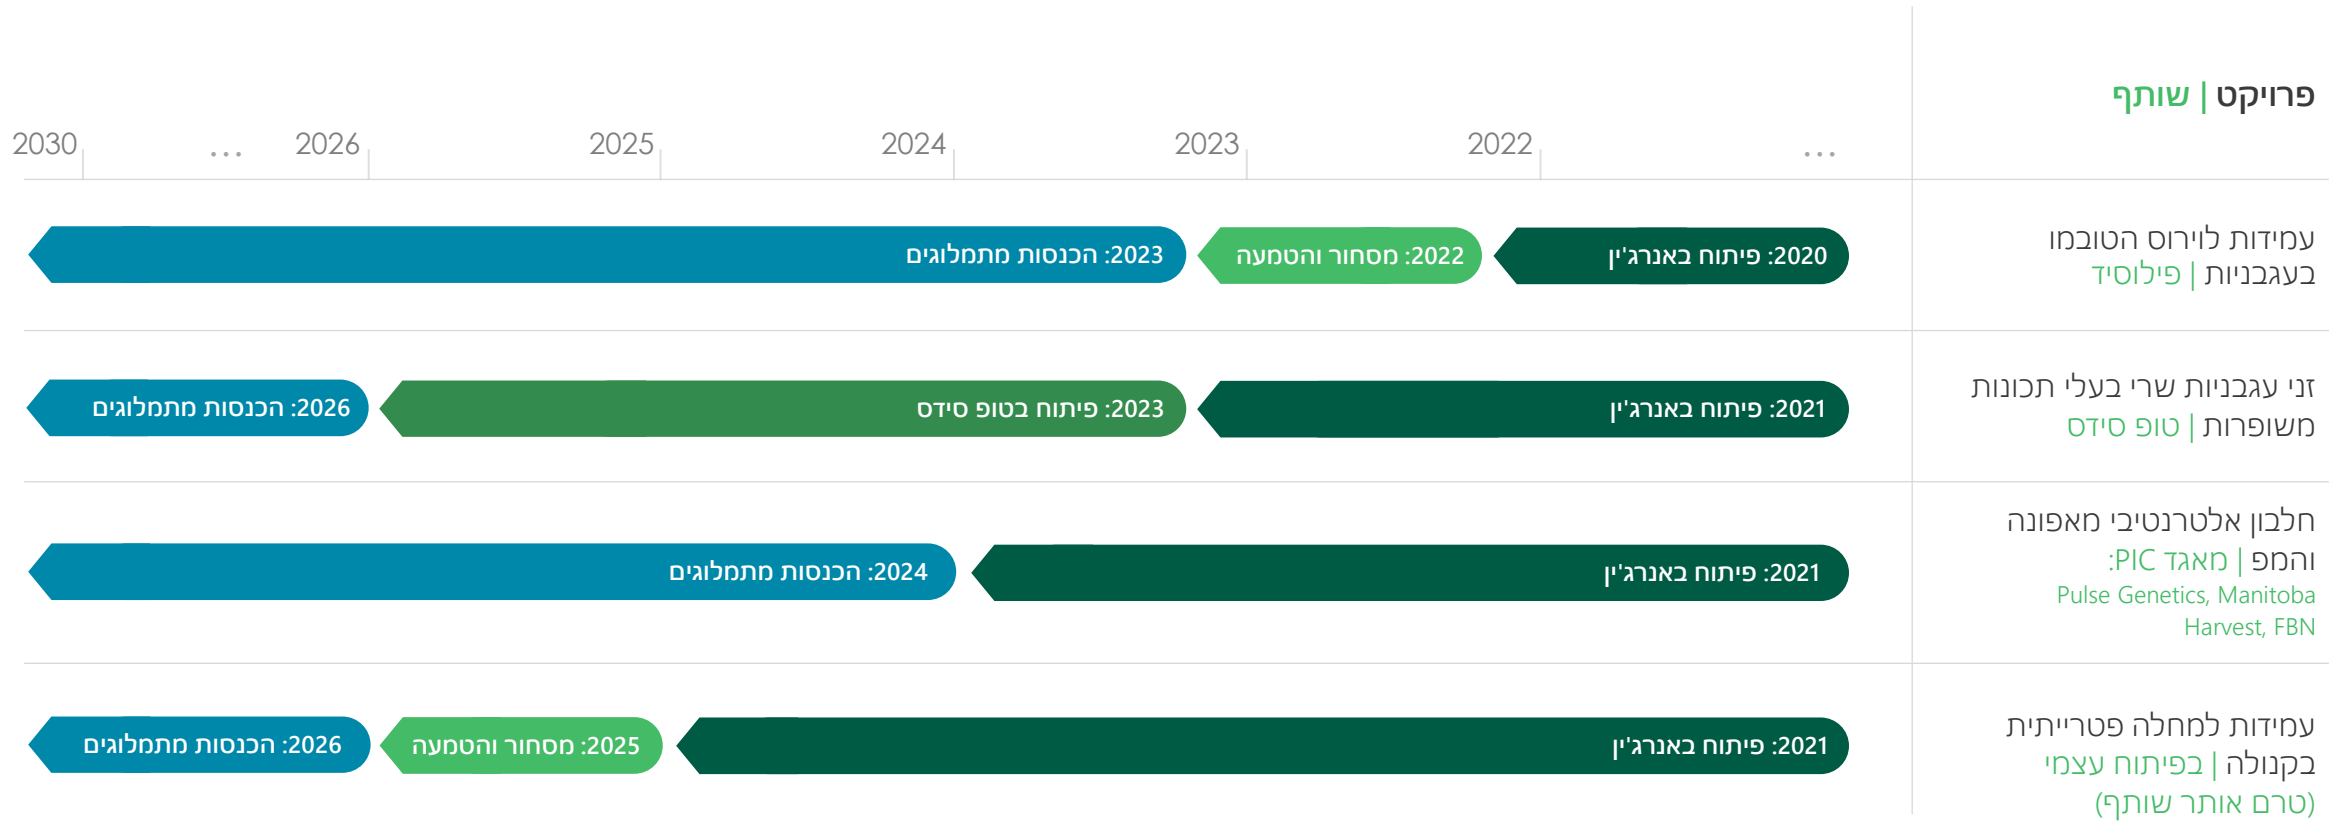 פרויקט | שותף
... 2022 2023 2024 2025 2026 ... 2030
עמידות לוירוס הטובמו
בעגבניות | פילוסיד
2020: פיתוח באנרג'ין
2022: מסחור והטמעה
2023: הכנסות מתמלוגים
זני עגבניות שרי בעלי תכונות
משופרות | טופ סידס
2021: פיתוח באנרג'ין
2023: פיתוח בטופ סידס
2026: הכנסות מתמלוגים
חלבון אלטרנטיבי מאפונה
והמפ | מאגד PIC:
Pulse Genetics, Manitoba
Harvest, FBN
2021: פיתוח באנרג'ין
2024: הכנסות מתמלוגים
עמידות למחלה פטרייתית
בקנולה | בפיתוח עצמי
(טרם אותר שותף)
2021: פיתוח באנרג'ין
2025: מסחור והטמעה
2026: הכנסות מתמלוגים